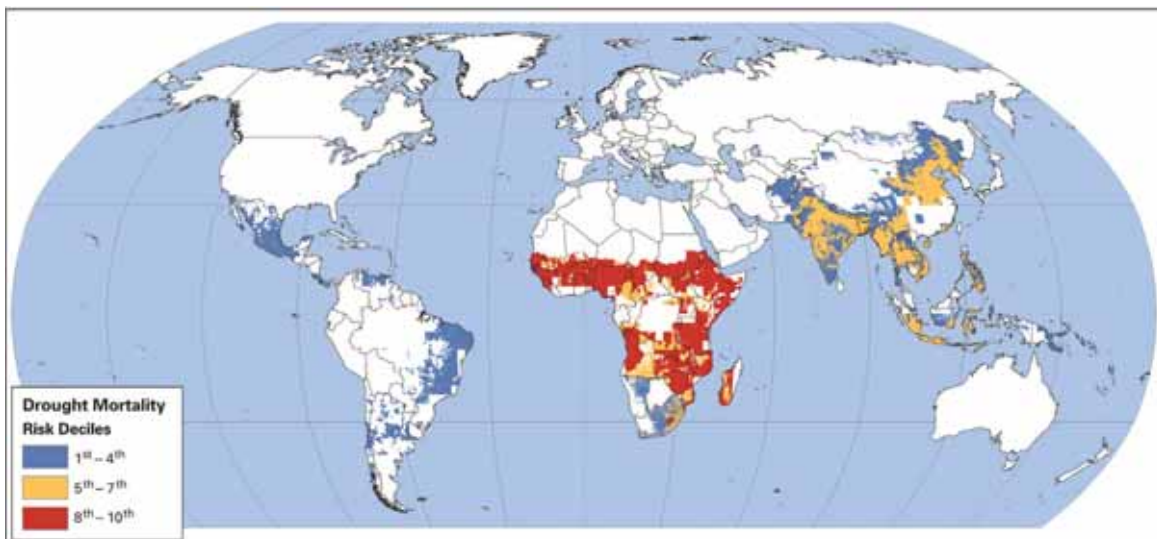 Drought Mortality
Risk Deciles
1st – 4th
5th – 7th
8th – 10th